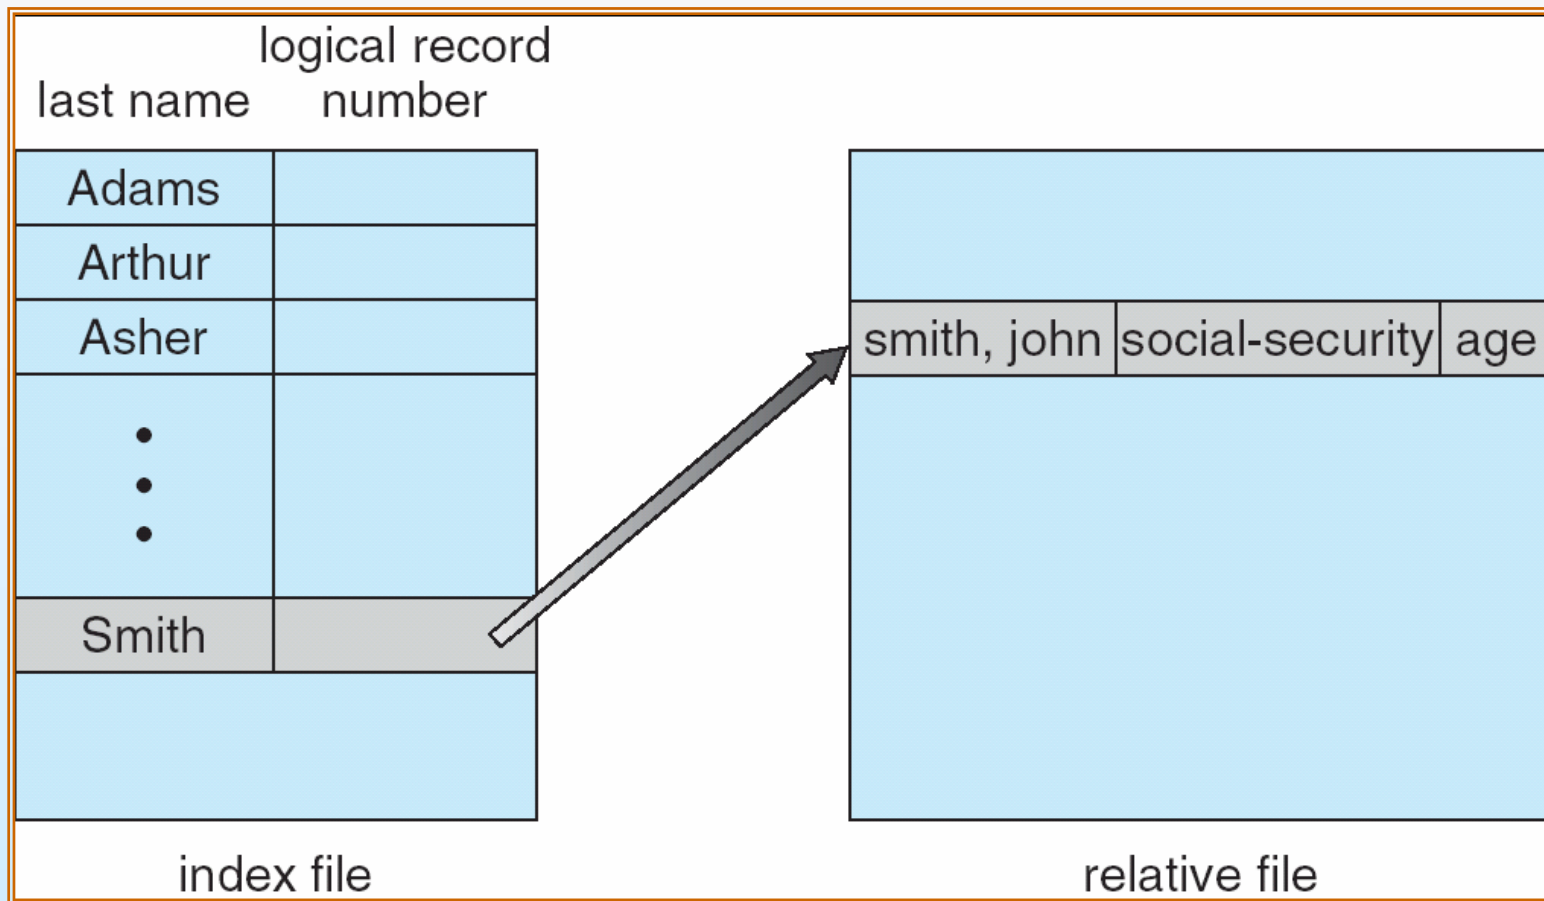 logical record
last name number
Adams
Arthur
Asher
Smith
smith, john social-security age
index file
relative file